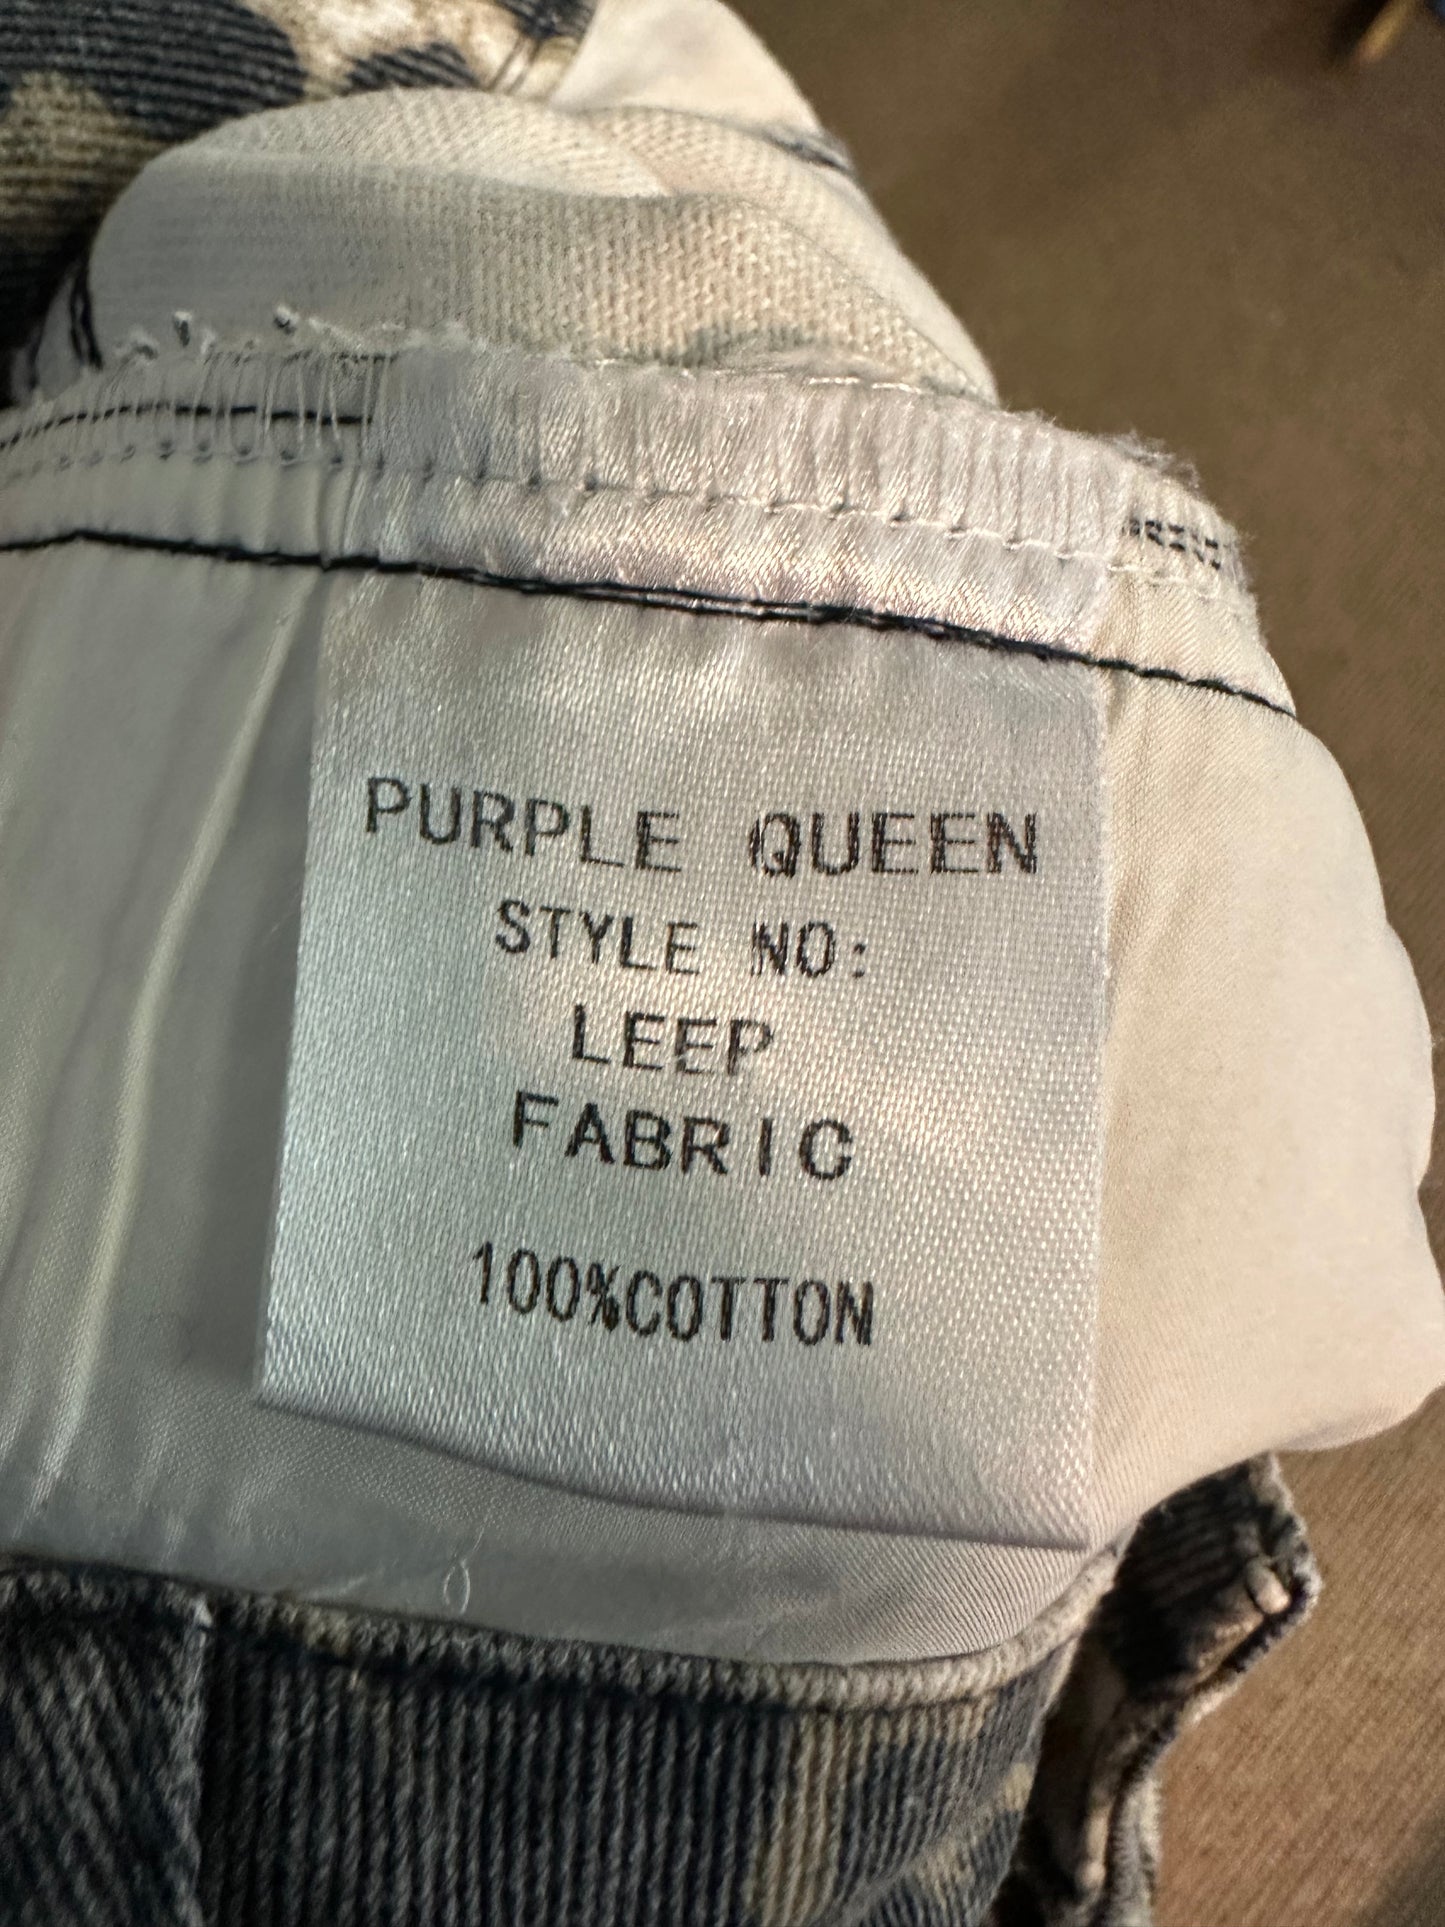 PURPLE QUEEN
STYLE NO:
LEEP
FABRIC
100%COTTON